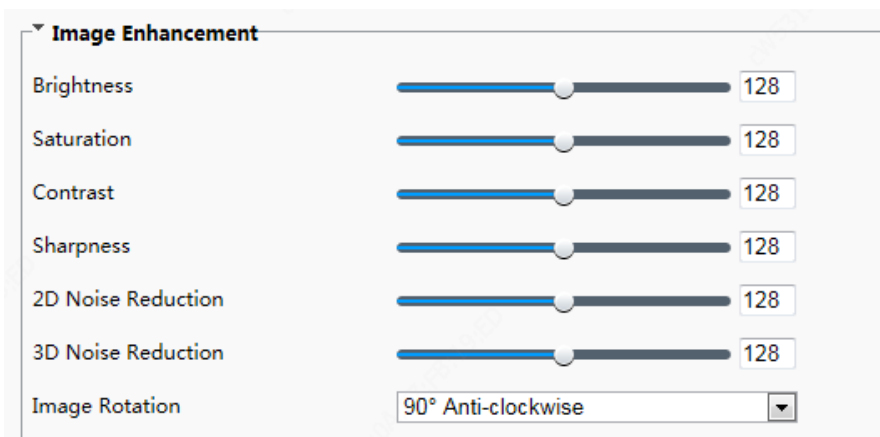 Image Enhancement
Brightness 128
Saturation 128
Contrast 128
Sharpness 128
2D Noise Reduction 128
3D Noise Reduction 128
Image Rotation 90° Anti-clockwise